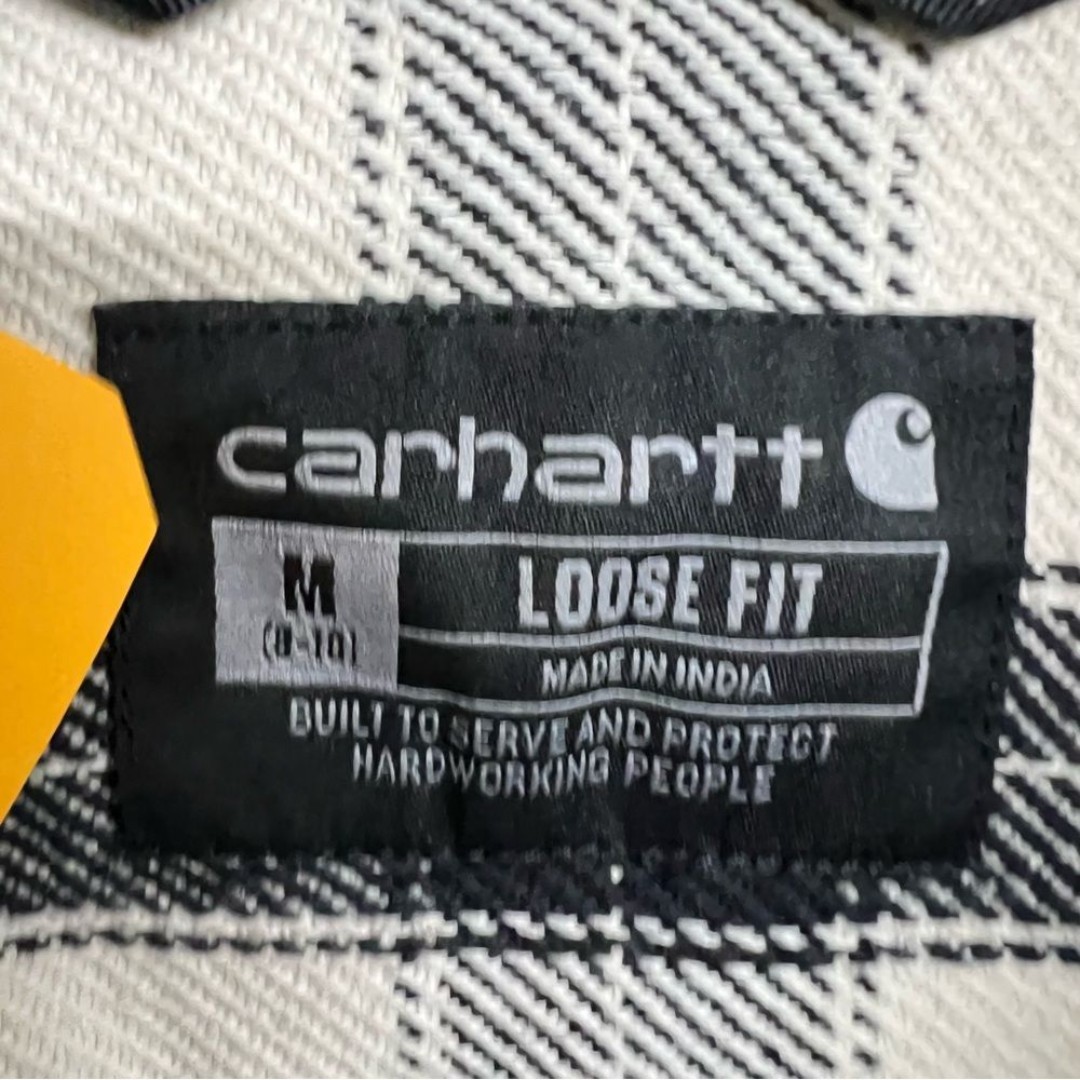 carhartt
M
(8-10)
LOOSE FIT
MADE IN INDIA
BUILT TO SERVE AND PROTECT
HARDWORKING PEOPLE